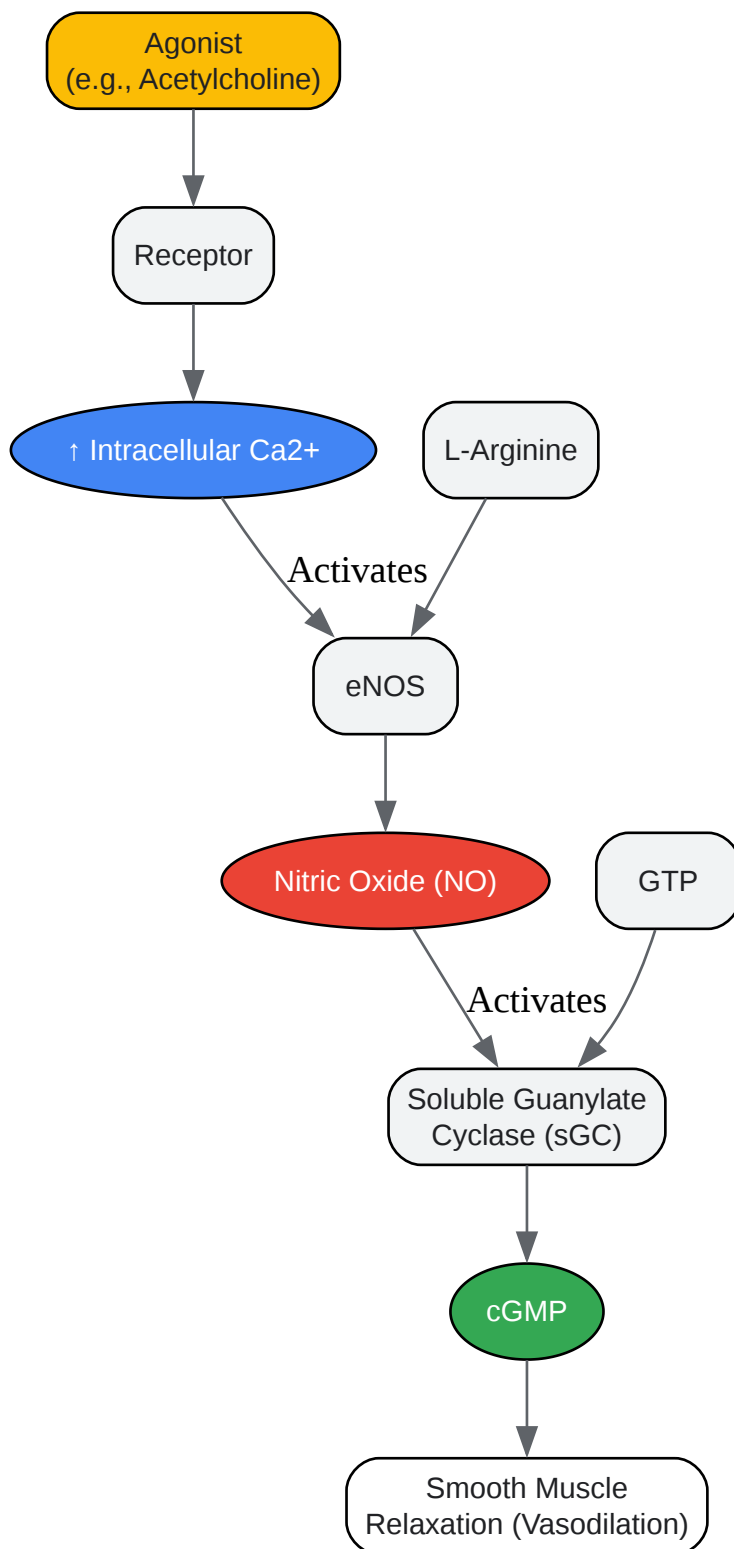 Agonist
(e.g., Acetylcholine)
Receptor
↑ Intracellular Ca2+
L-Arginine
Activates
eNOS
Nitric Oxide (NO)
GTP
Activates
Soluble Guanylate
Cyclase (sGC)
cGMP
Smooth Muscle
Relaxation (Vasodilation)